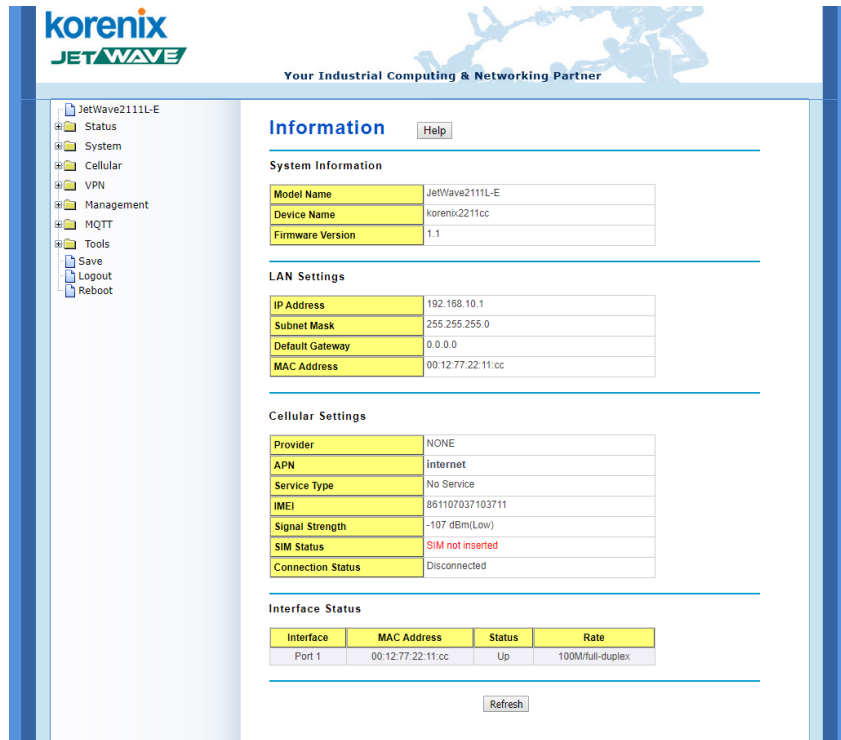 korenix
JETWAVE
Your Industrial Computing & Networking Partner
JetWave2111L-E
Status
System
Cellular
VPN
Management
MQTT
Tools
Save
Logout
Reboot
Information Help
System Information
Model Name JetWave2111L-E
Device Name korenix2211cc
Firmware Version 1.1
LAN Settings
IP Address 192.168.10.1
Subnet Mask 255.255.255.0
Default Gateway 0.0.0.0
MAC Address 00:12:77:22:11:cc
Cellular Settings
Provider NONE
APN internet
Service Type No Service
IMEI 861107037103711
Signal Strength -107 dBm(Low)
SIM Status SIM not inserted
Connection Status Disconnected
Interface Status
Interface MAC Address Status Rate
Port 1 00:12:77:22:11:cc Up 100M/full-duplex
Refresh